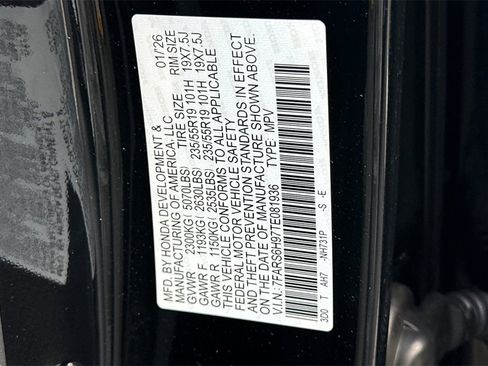 MFD. BY HONDA DEVELOPMENT & 01/26
MANUFACTURING OF AMERICA, LLC
TIRE SIZE RIM SIZE
GVWR 2300KG (5070LBS)
GAWR F 1193KG (2630LBS) 235/55R19 101H 19X7.5J
GAWR R 1150KG (2535LBS) 235/55R19 101H 19X7.5J
THIS VEHICLE CONFORMS TO ALL APPLICABLE
FEDERAL MOTOR VEHICLE SAFETY
AND THEFT PREVENTION STANDARDS IN EFFECT
ON THE DATE OF MANUFACTURE SHOWN ABOVE.
V.I.N.: 7FARS6H97TE081936 TYPE: MPV
3D0 T AH7 -NH731P -S -E